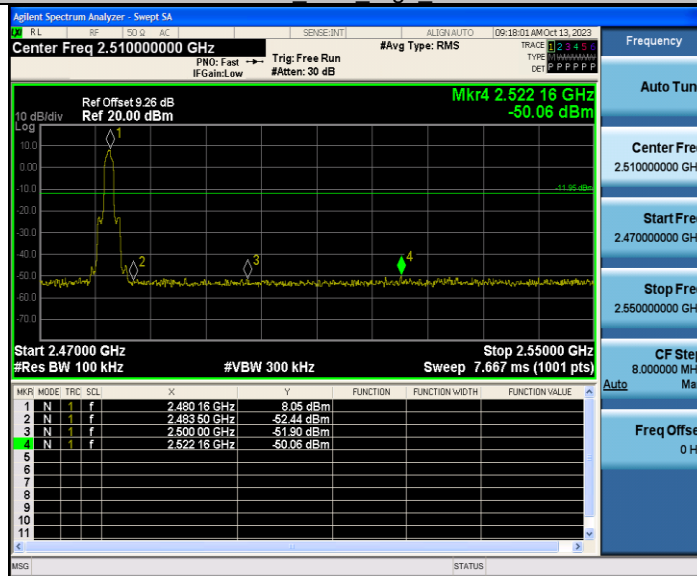 Agilent Spectrum Analyzer - Swept SA
RL RF 50 Ω AC SENSE:INT ALIGN AUTO 09:18:01 AM Oct 13, 2023
Center Freq 2.510000000 GHz #Avg Type: RMS TRACE 1 2 3 4 5 6
PNO: Fast Trig: Free Run TYPE M WWWWW
IFGain:Low #Atten: 30 dB DET P P P P P P
Mkr4 2.522 16 GHz
Ref Offset 9.26 dB
10 dB/div Ref 20.00 dBm -50.06 dBm
Log
10.0
0.00
-10.0
-11.95 dBm
-20.0
-30.0
-40.0
-50.0
-60.0
-70.0
1
2
3
4
Start 2.47000 GHz Stop 2.55000 GHz
#Res BW 100 kHz #VBW 300 kHz Sweep 7.667 ms (1001 pts)
MKR MODE TRC SCL X Y FUNCTION FUNCTION WIDTH FUNCTION VALUE
1 N 1 f 2.480 16 GHz 8.05 dBm
2 N 1 f 2.483 50 GHz -52.44 dBm
3 N 1 f 2.500 00 GHz -51.90 dBm
4 N 1 f 2.522 16 GHz -50.06 dBm
5
6
7
8
9
10
11
MSG STATUS
Frequency
Auto Tun
Center Fre
2.510000000 GH
Start Fre
2.470000000 GH
Stop Fre
2.550000000 GH
CF Step
8.000000 MH
Auto Ma
Freq Offse
0 H